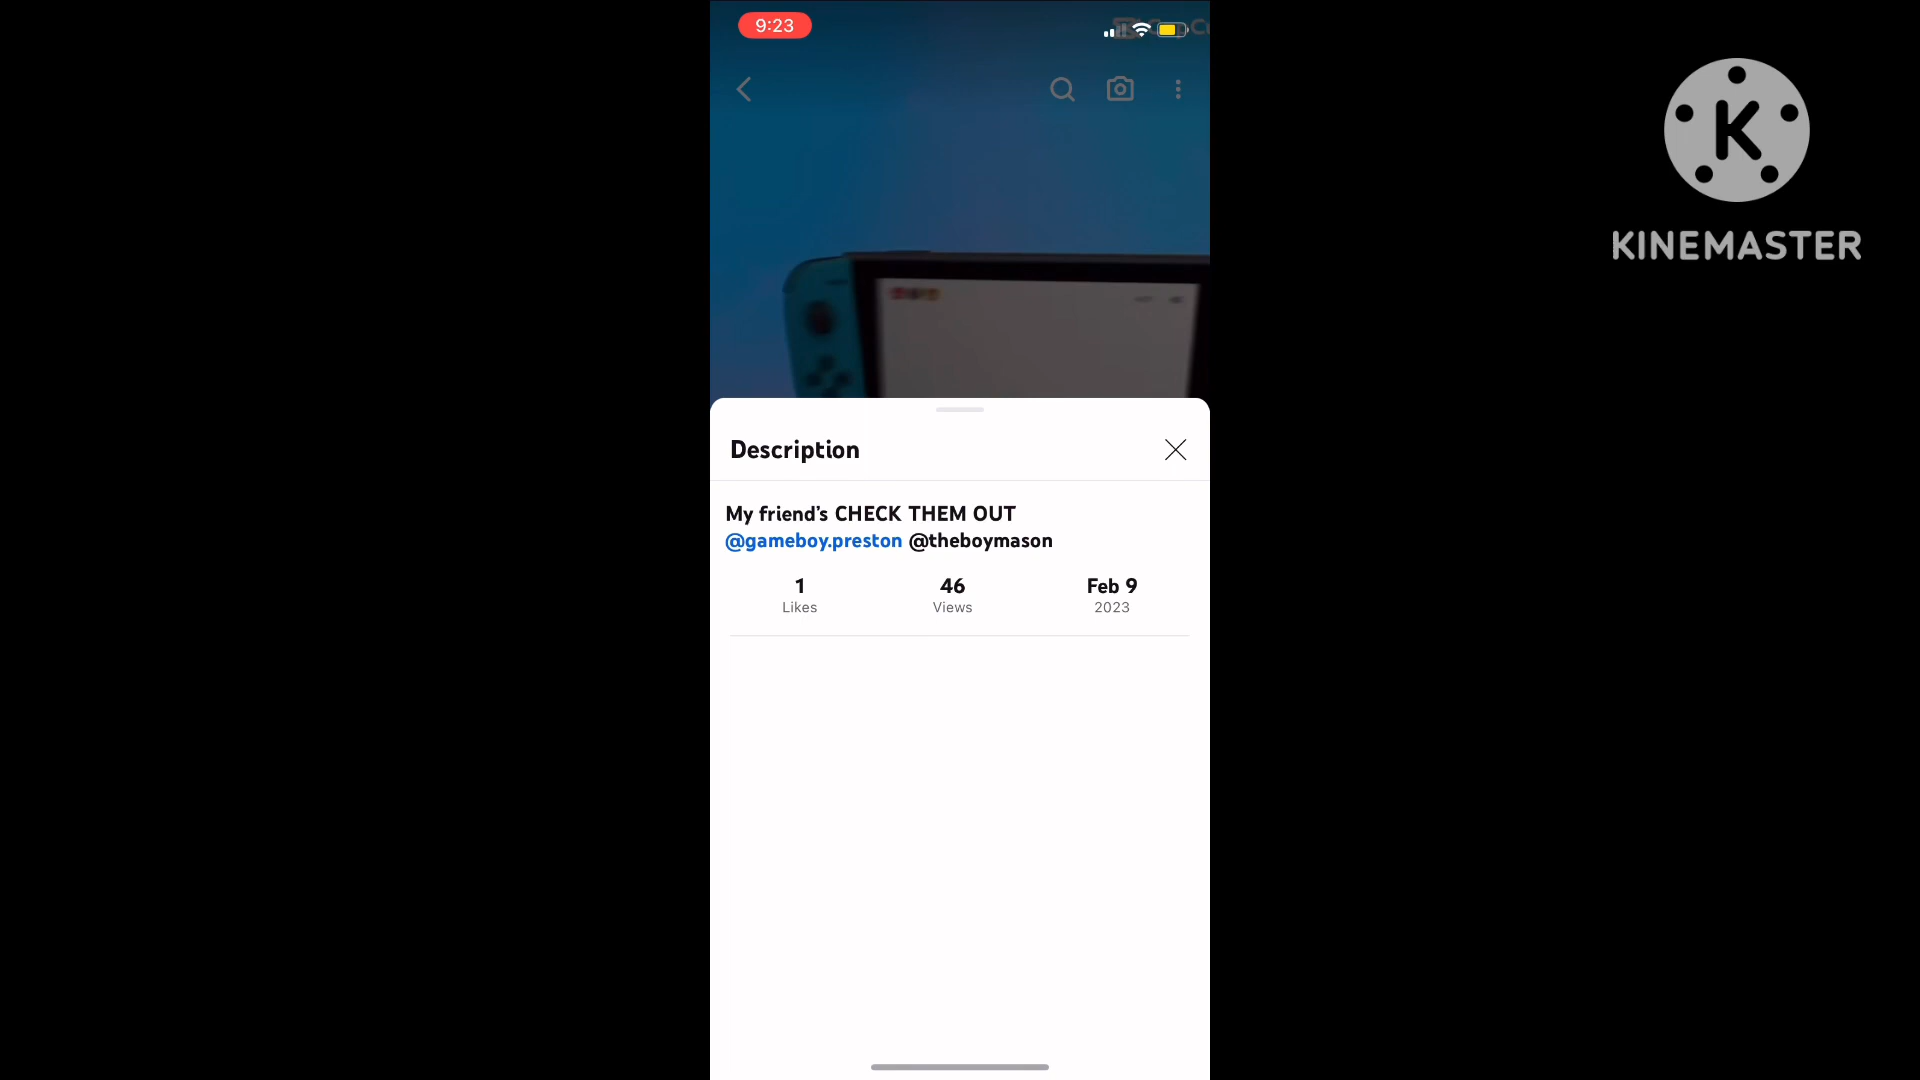 9:23
KINEMASTER
Description
My friend's CHECK THEM OUT
@gameboy.preston @theboymason
1 46 Feb 9
Likes Views 2023